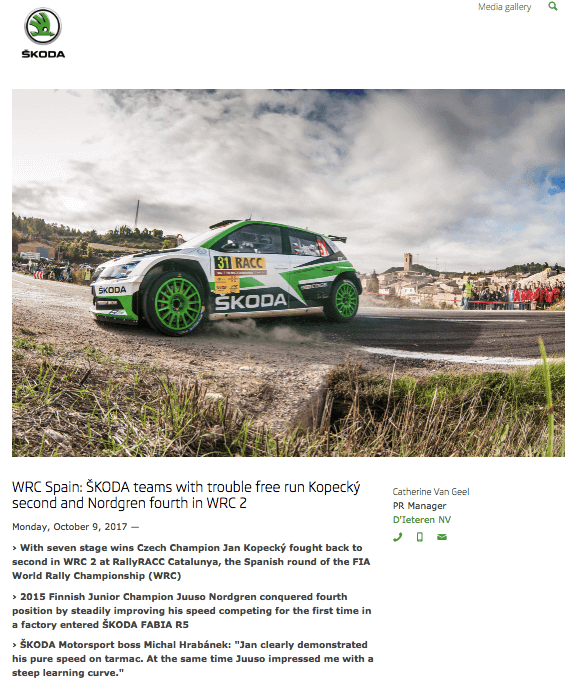 Media gallery
ŠKODA
31 RACC
ŠKODA
ŠKODA
WRC Spain: ŠKODA teams with trouble free run Kopecký
second and Nordgren fourth in WRC 2
Monday, October 9, 2017 —
› With seven stage wins Czech Champion Jan Kopecký fought back to
second in WRC 2 at RallyRACC Catalunya, the Spanish round of the FIA
World Rally Championship (WRC)
› 2015 Finnish Junior Champion Juuso Nordgren conquered fourth
position by steadily improving his speed competing for the first time in
a factory entered ŠKODA FABIA R5
› ŠKODA Motorsport boss Michal Hrabánek: "Jan clearly demonstrated
his pure speed on tarmac. At the same time Juuso impressed me with a
steep learning curve."
Catherine Van Geel
PR Manager
D'Ieteren NV